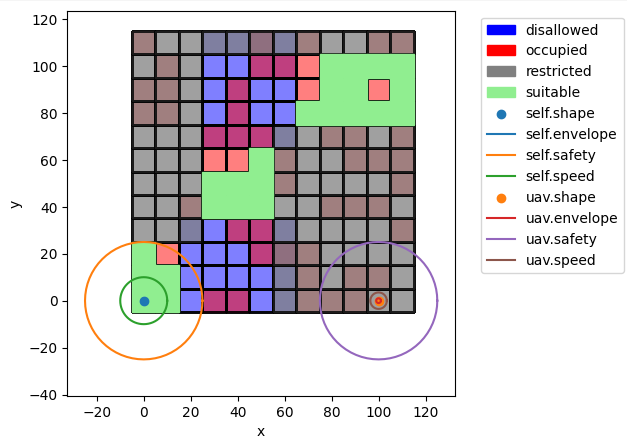 120
100
80
60
40
20
0
−20
−40
y
−20 0 20 40 60 80 100 120
x
disallowed
occupied
restricted
suitable
self.shape
self.envelope
self.safety
self.speed
uav.shape
uav.envelope
uav.safety
uav.speed